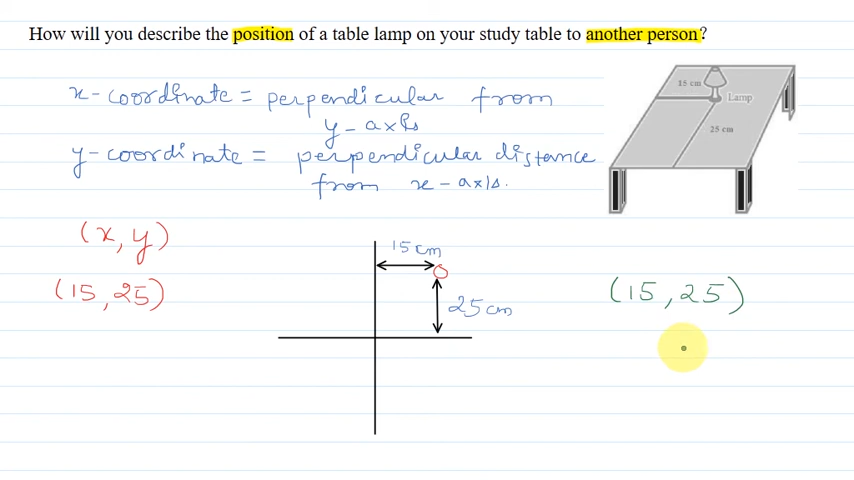 How will you describe the position of a table lamp on your study table to another person?
x-coordinate = perpendicular from
y-axis
y-coordinate = perpendicular distance
from x-axis.
15 cm
Lamp
25 cm
(x, y)
(15, 25)
15 cm
25 cm
(15, 25)